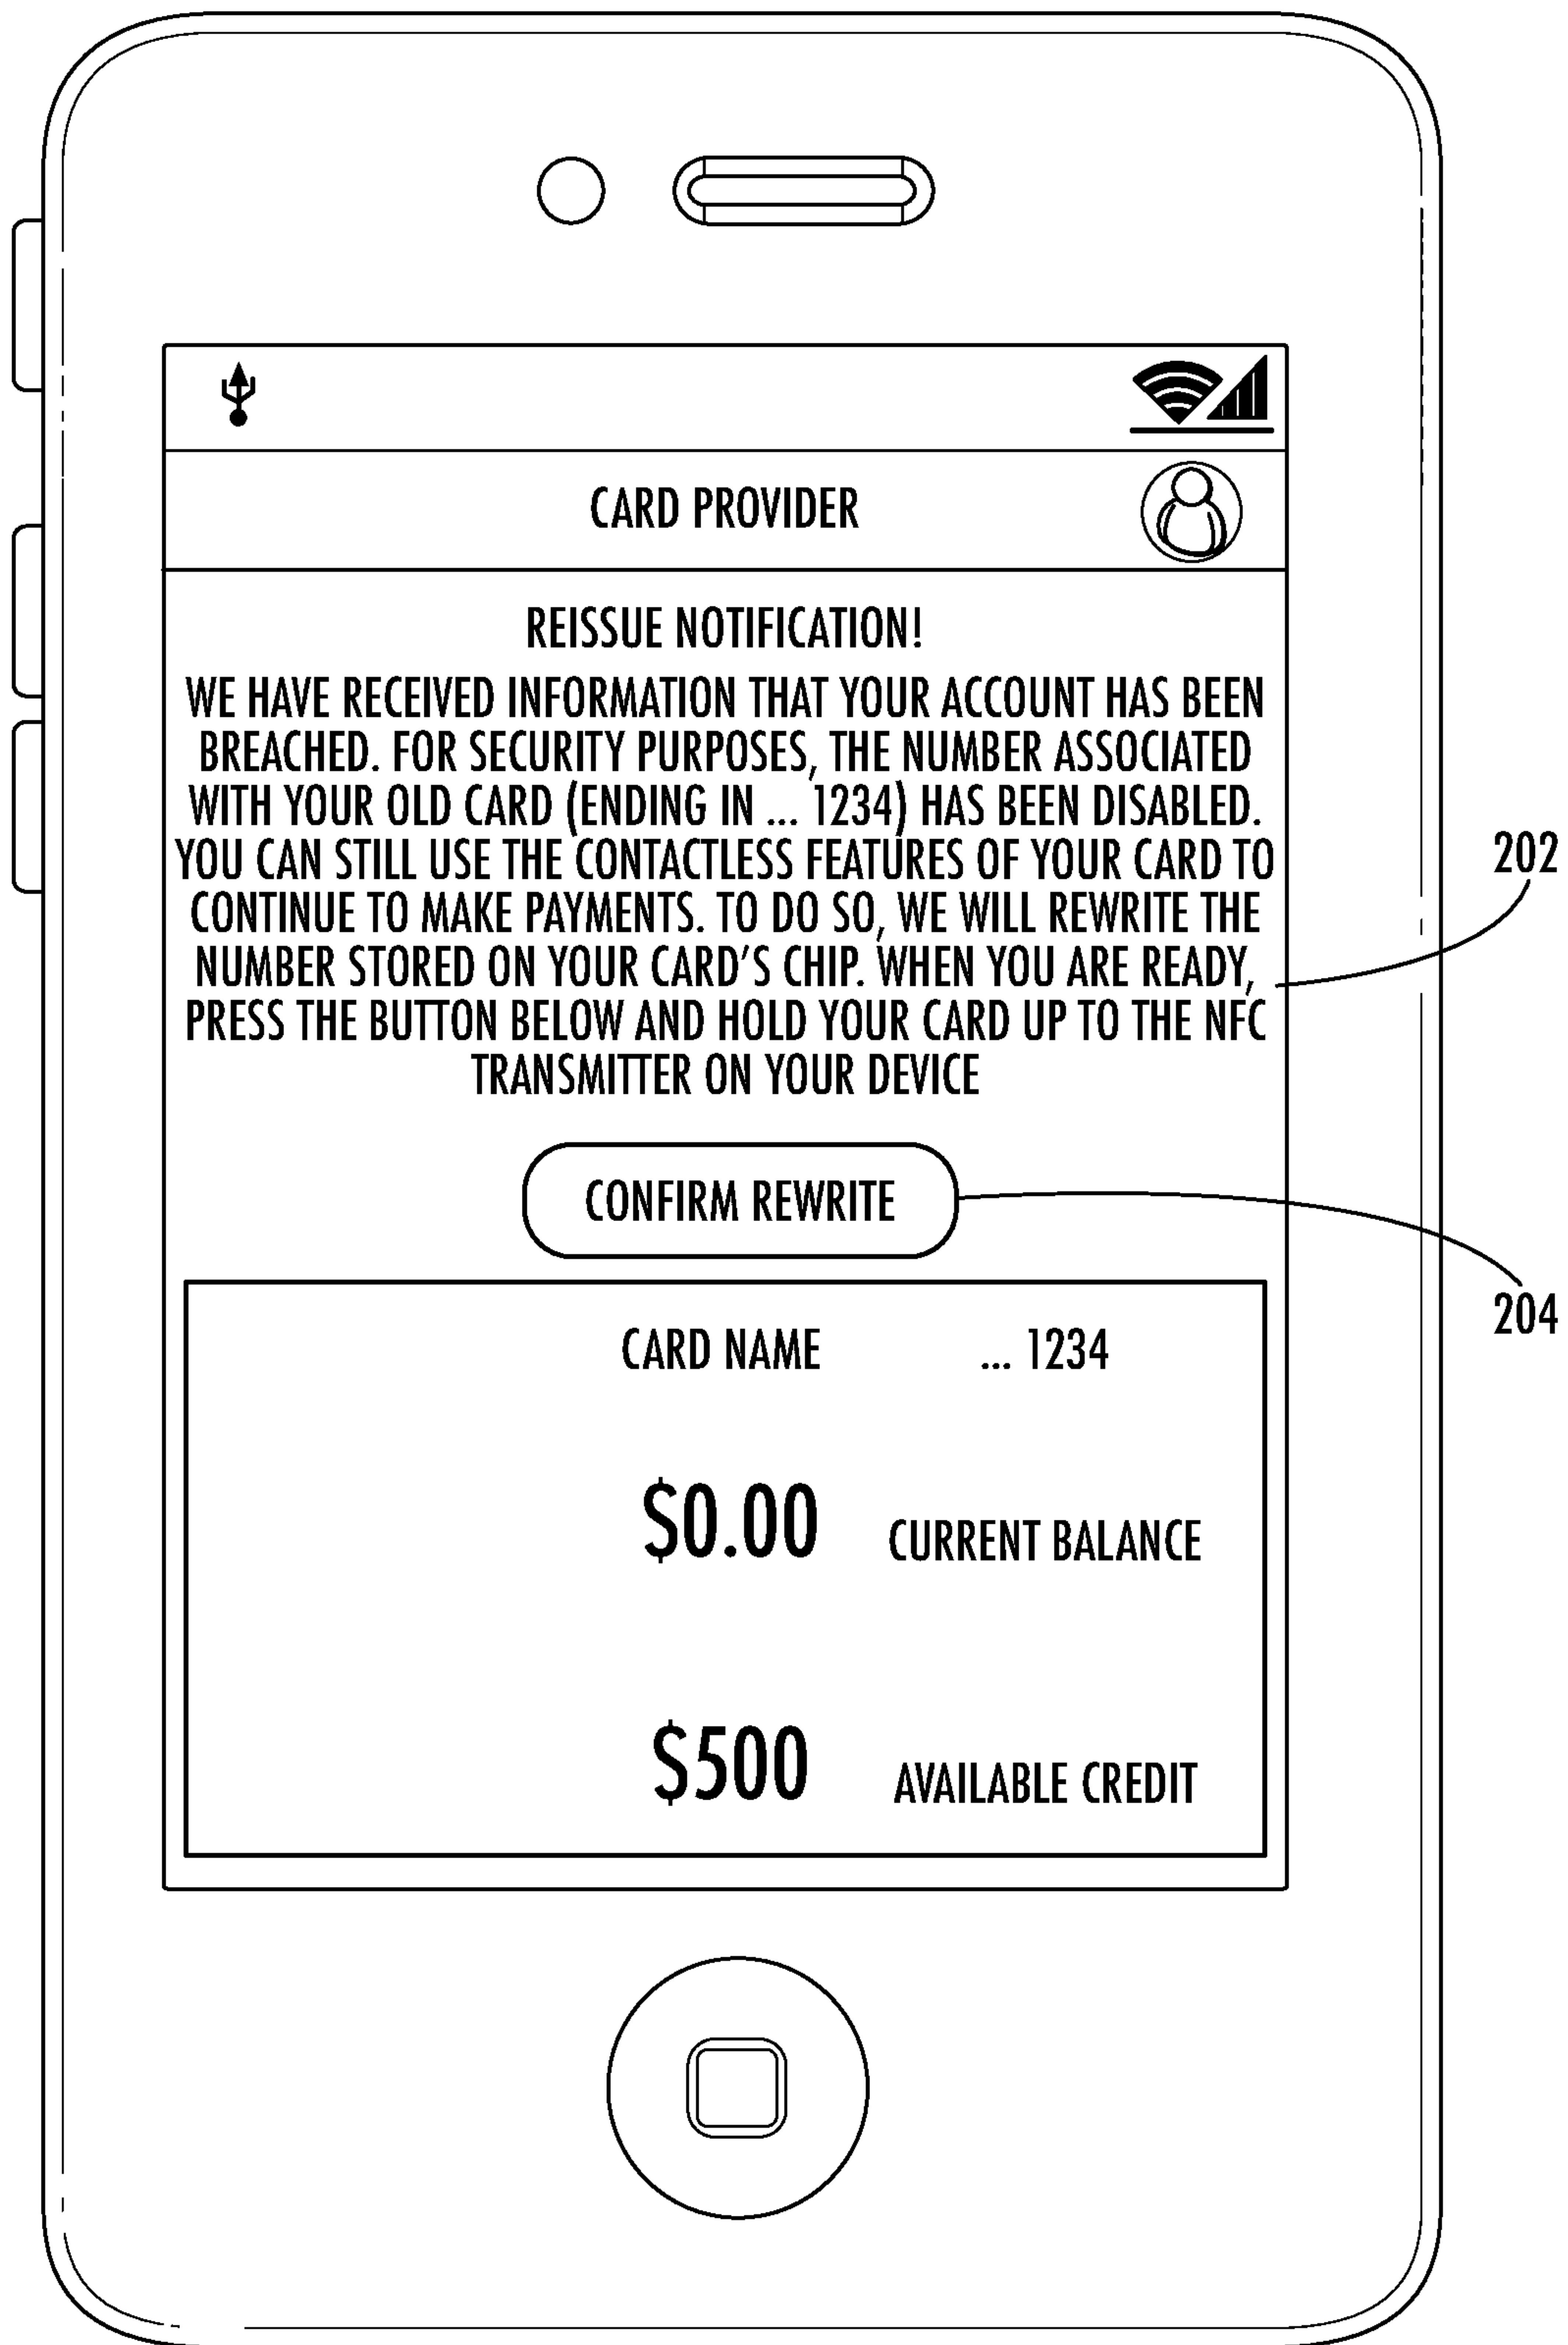 CARD PROVIDER
REISSUE NOTIFICATION!
WE HAVE RECEIVED INFORMATION THAT YOUR ACCOUNT HAS BEEN
BREACHED. FOR SECURITY PURPOSES, THE NUMBER ASSOCIATED
WITH YOUR OLD CARD (ENDING IN ... 1234) HAS BEEN DISABLED.
YOU CAN STILL USE THE CONTACTLESS FEATURES OF YOUR CARD TO
CONTINUE TO MAKE PAYMENTS. TO DO SO, WE WILL REWRITE THE
NUMBER STORED ON YOUR CARD'S CHIP. WHEN YOU ARE READY,
PRESS THE BUTTON BELOW AND HOLD YOUR CARD UP TO THE NFC
TRANSMITTER ON YOUR DEVICE
202
CONFIRM REWRITE
204
CARD NAME ... 1234
$0.00 CURRENT BALANCE
$500 AVAILABLE CREDIT